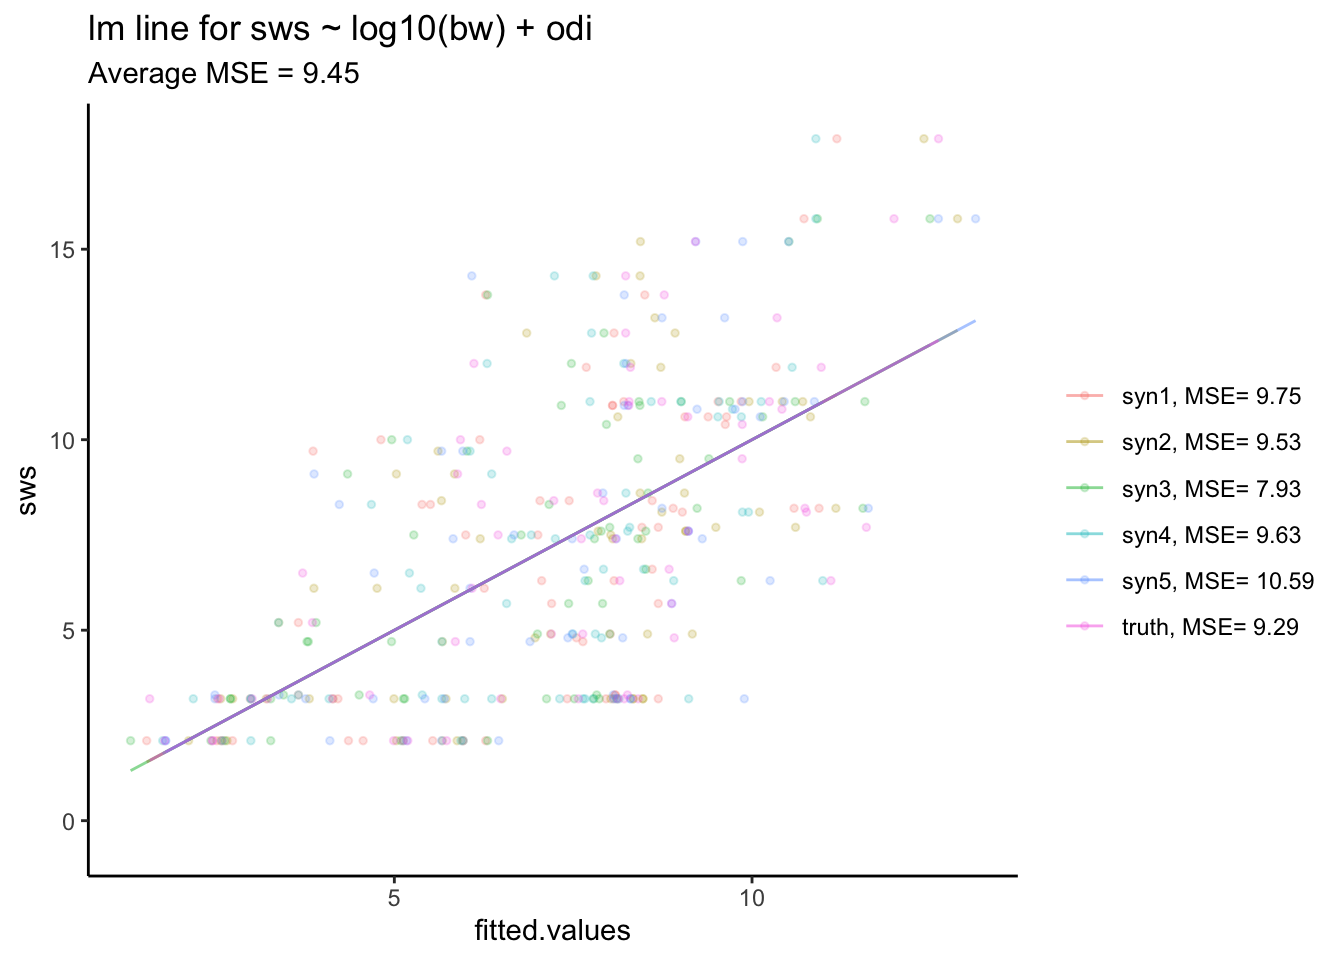 lm line for sws ~ log10(bw) + odi
Average MSE = 9.45
15
10
5
0
sws
5
10
fitted.values
syn1, MSE= 9.75
syn2, MSE= 9.53
syn3, MSE= 7.93
syn4, MSE= 9.63
syn5, MSE= 10.59
truth, MSE= 9.29